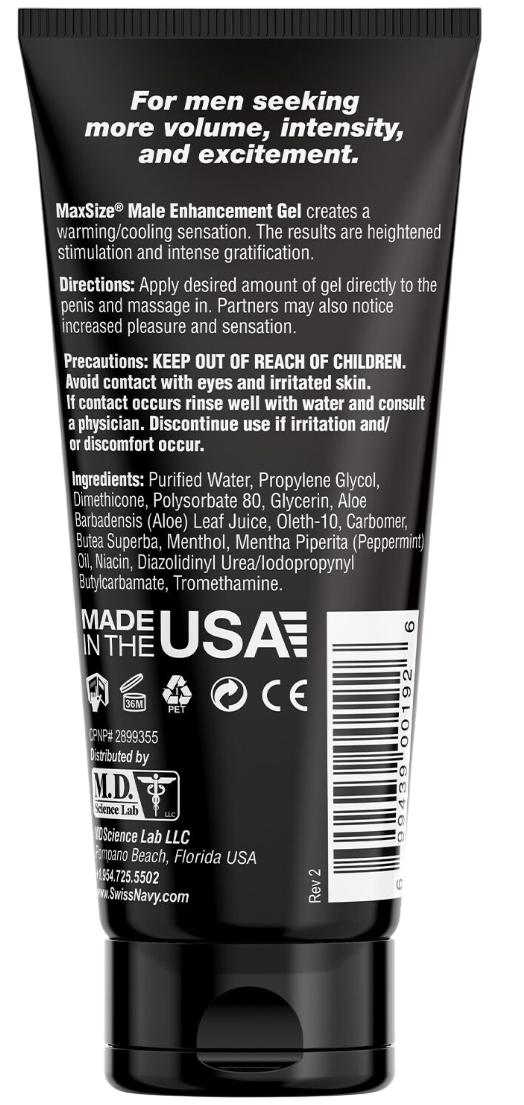 For men seeking
more volume, intensity,
and excitement.
MaxSize® Male Enhancement Gel creates a
warming/cooling sensation. The results are heightened
stimulation and intense gratification.
Directions: Apply desired amount of gel directly to the
penis and massage in. Partners may also notice
increased pleasure and sensation.
Precautions: KEEP OUT OF REACH OF CHILDREN.
Avoid contact with eyes and irritated skin.
If contact occurs rinse well with water and consult
a physician. Discontinue use if irritation and/
or discomfort occur.
Ingredients: Purified Water, Propylene Glycol,
Dimethicone, Polysorbate 80, Glycerin, Aloe
Barbadensis (Aloe) Leaf Juice, Oleth-10, Carbomer,
Butea Superba, Menthol, Mentha Piperita (Peppermint)
Oil, Niacin, Diazolidinyl Urea/Iodopropynyl
Butylcarbamate, Tromethamine.
MADE
IN THE USA
36M
PET
CE
CPNP# 2899355
Distributed by
M.D.
Science Lab LLC
MDScience Lab LLC
Pompano Beach, Florida USA
+1.954.725.5502
www.SwissNavy.com
Rev 2
6 99439 00192 6